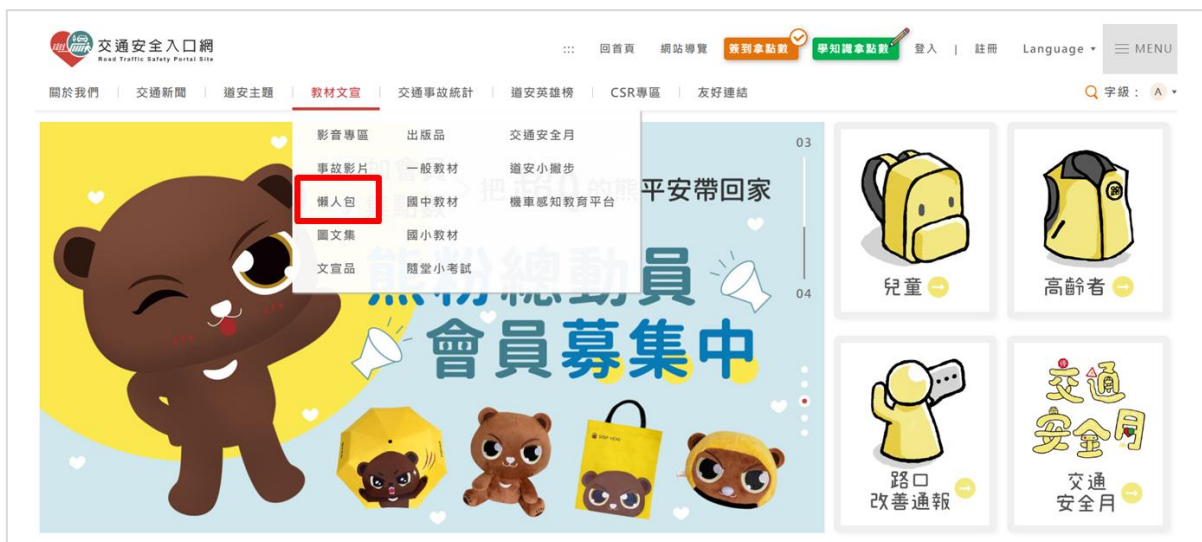 交通安全入口網
Road Traffic Safety Portal Site
::: 回首頁 網站導覽 簽到拿點數 學知識拿點數 登入 | 註冊 Language MENU
關於我們 交通新聞 道安主題 教材文宣 交通事故統計 道安英雄榜 CSR專區 友好連結 字級： A
影音專區 出版品 交通安全月
事故影片 一般教材 道安小撇步
懶人包 國中教材 機車感知教育平台
圖文集 國小教材
文宣品 隨堂小考試
平安帶回家
熊粉總動員
會員募集中
03
04
兒童
高齡者
路口
改善通報
交通
安全月
交通
安全月